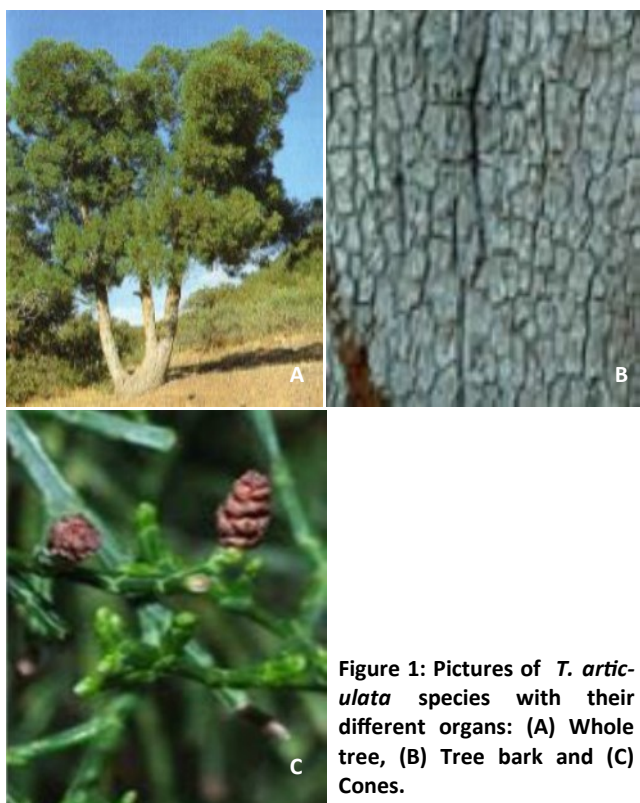 A
B
C
Figure 1: Pictures of T. artic-
ulata species with their
different organs: (A) Whole
tree, (B) Tree bark and (C)
Cones.